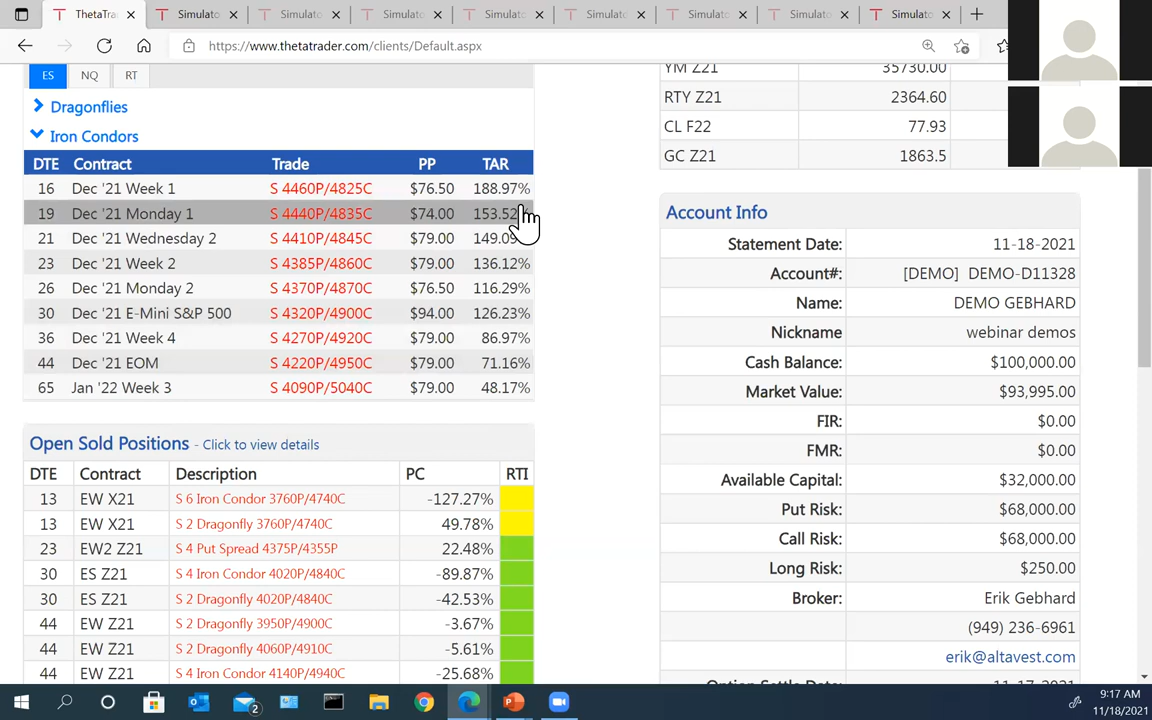 ThetaTra
Simulato
Simulato
Simulato
Simulato
Simulato
Simulato
Simulato
Simulato
https://www.thetatrader.com/clients/Default.aspx
ES NQ RT
Dragonflies
Iron Condors
DTE Contract Trade PP TAR
16 Dec '21 Week 1 S 4460P/4825C $76.50 188.97%
19 Dec '21 Monday 1 S 4440P/4835C $74.00 153.52
21 Dec '21 Wednesday 2 S 4410P/4845C $79.00 149.09%
23 Dec '21 Week 2 S 4385P/4860C $79.00 136.12%
26 Dec '21 Monday 2 S 4370P/4870C $76.50 116.29%
30 Dec '21 E-Mini S&P 500 S 4320P/4900C $94.00 126.23%
36 Dec '21 Week 4 S 4270P/4920C $79.00 86.97%
44 Dec '21 EOM S 4220P/4950C $79.00 71.16%
65 Jan '22 Week 3 S 4090P/5040C $79.00 48.17%
Open Sold Positions - Click to view details
DTE Contract Description PC RTI
13 EW X21 S 6 Iron Condor 3760P/4740C -127.27%
13 EW X21 S 2 Dragonfly 3760P/4740C 49.78%
23 EW2 Z21 S 4 Put Spread 4375P/4355P 22.48%
30 ES Z21 S 4 Iron Condor 4020P/4840C -89.87%
30 ES Z21 S 2 Dragonfly 4020P/4840C -42.53%
44 EW Z21 S 2 Dragonfly 3950P/4900C -3.67%
44 EW Z21 S 2 Dragonfly 4060P/4910C -5.61%
44 EW Z21 S 4 Iron Condor 4140P/4940C -25.68%
YM Z21 35730.00
RTY Z21 2364.60
CL F22 77.93
GC Z21 1863.5
Account Info
Statement Date: 11-18-2021
Account#: [DEMO] DEMO-D11328
Name: DEMO GEBHARD
Nickname webinar demos
Cash Balance: $100,000.00
Market Value: $93,995.00
FIR: $0.00
FMR: $0.00
Available Capital: $32,000.00
Put Risk: $68,000.00
Call Risk: $68,000.00
Long Risk: $250.00
Broker: Erik Gebhard
(949) 236-6961
erik@altavest.com
Option Settle Date: 11-17-2021
2
9:17 AM
11/18/2021